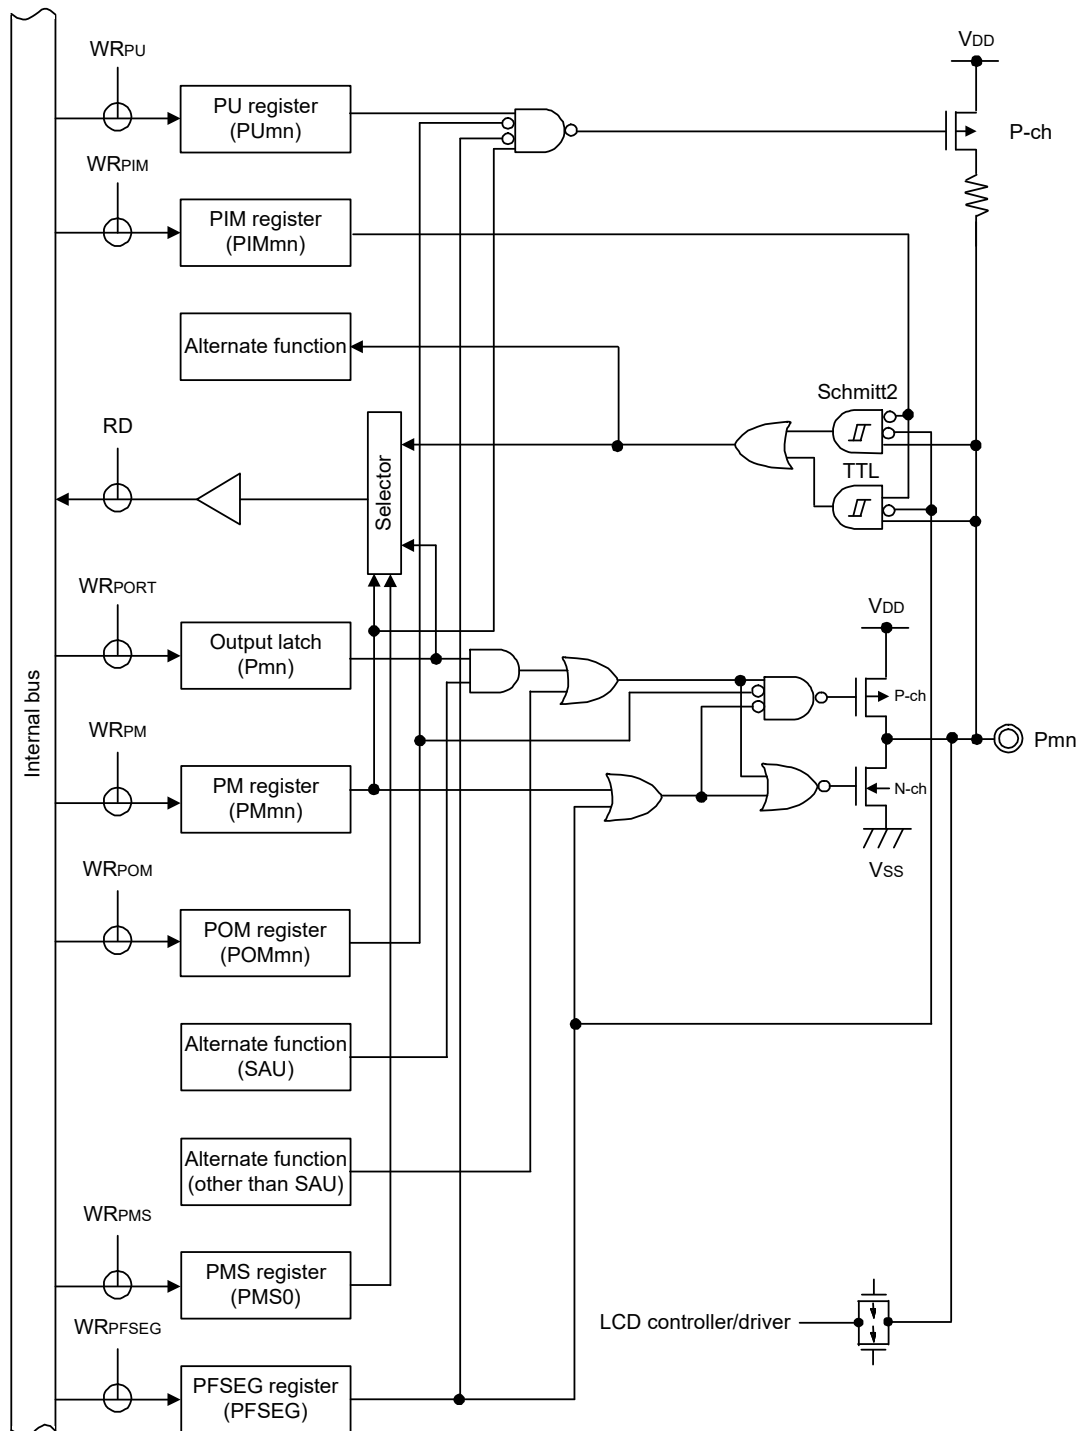 WRPU
PU register
(PUmn)
VDD
P-ch
WRPIM
PIM register
(PIMmn)
Alternate function
Schmitt2
TTL
RD
Selector
WRPORT
Output latch
(Pmn)
VDD
P-ch
Pmn
N-ch
VSS
Internal bus
WRPM
PM register
(PMmn)
WRPOM
POM register
(POMmn)
Alternate function
(SAU)
Alternate function
(other than SAU)
WRPMS
PMS register
(PMS0)
LCD controller/driver
WRPFSEG
PFSEG register
(PFSEG)